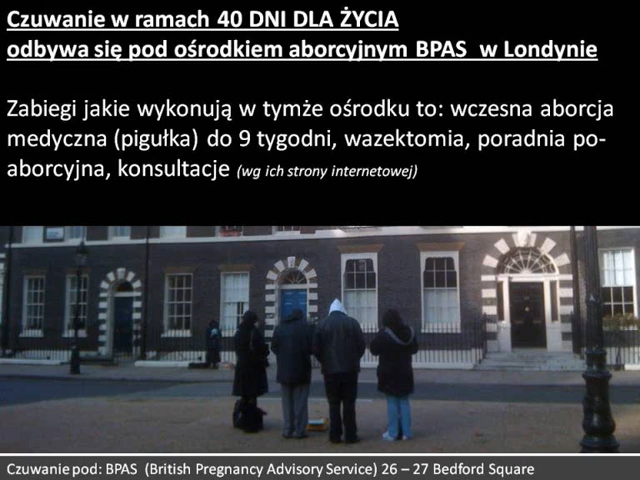 Czuwanie w ramach 40 DNI DLA ŻYCIA
odbywa się pod ośrodkiem aborcyjnym BPAS w Londynie
Zabiegi jakie wykonują w tymże ośrodku to: wczesna aborcja
medyczna (pigułka) do 9 tygodni, wazektomia, poradnia po-
aborcyjna, konsultacje (wg ich strony internetowej)
Czuwanie pod: BPAS (British Pregnancy Advisory Service) 26 – 27 Bedford Square